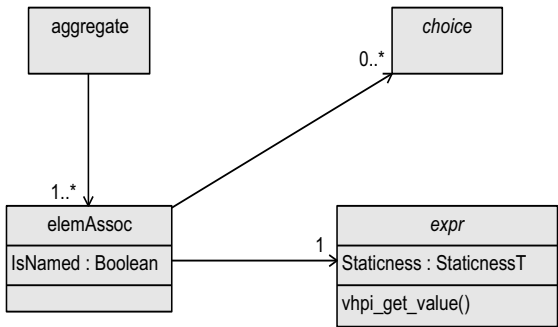 aggregate
choice
0..*
1..*
elemAssoc
IsNamed : Boolean
1
expr
Staticness : StaticnessT
vhpi_get_value()